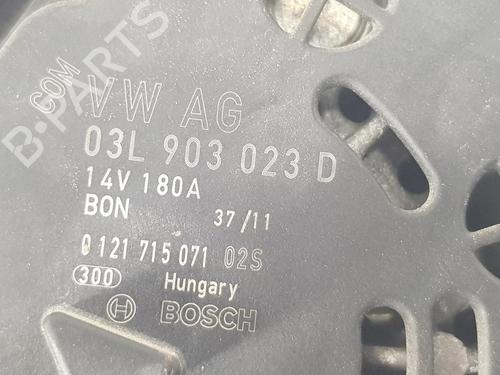 COM
VW AG
03L 903 023 D
14V 180A
BON 37/11
0 121 715 071 02S
300 Hungary
BOSCH
B-PARTS